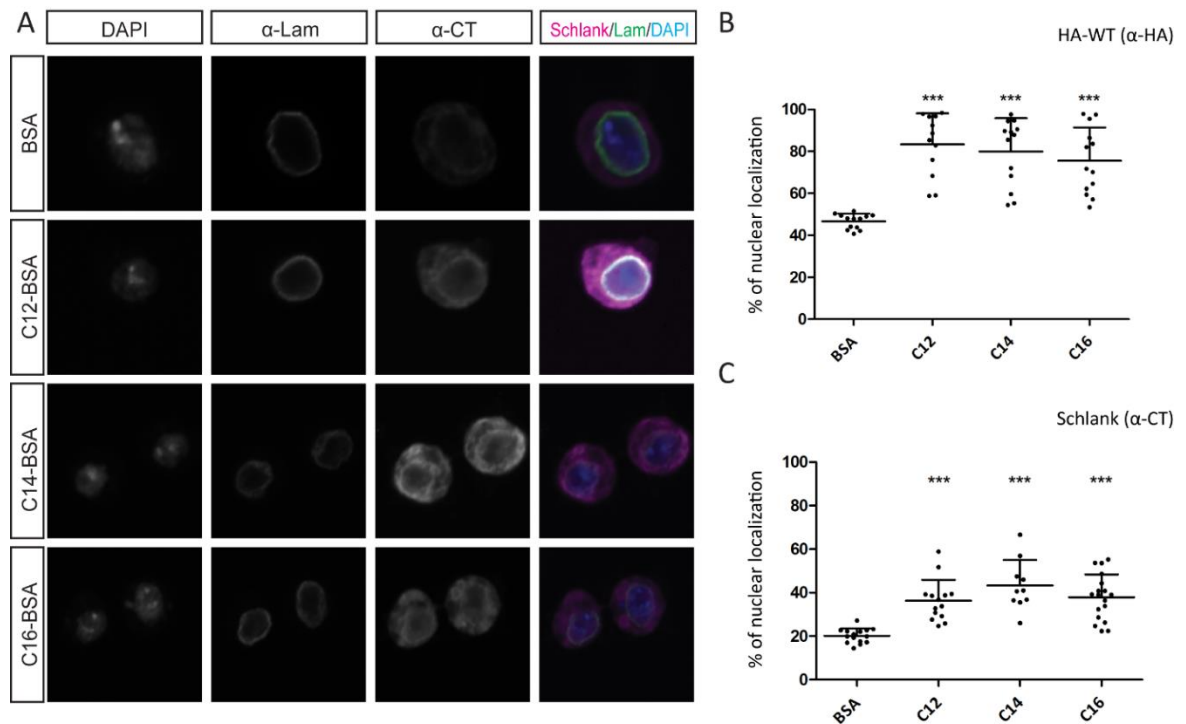 A
DAPI
α-Lam
α-CT
Schlank/Lam/DAPI
BSA
C12-BSA
C14-BSA
C16-BSA
B
HA-WT (α-HA)
% of nuclear localization
100
80
60
40
20
0
***
***
***
BSA
C12
C14
C16
C
Schlank (α-CT)
% of nuclear localization
100
80
60
40
20
0
***
***
***
BSA
C12
C14
C16